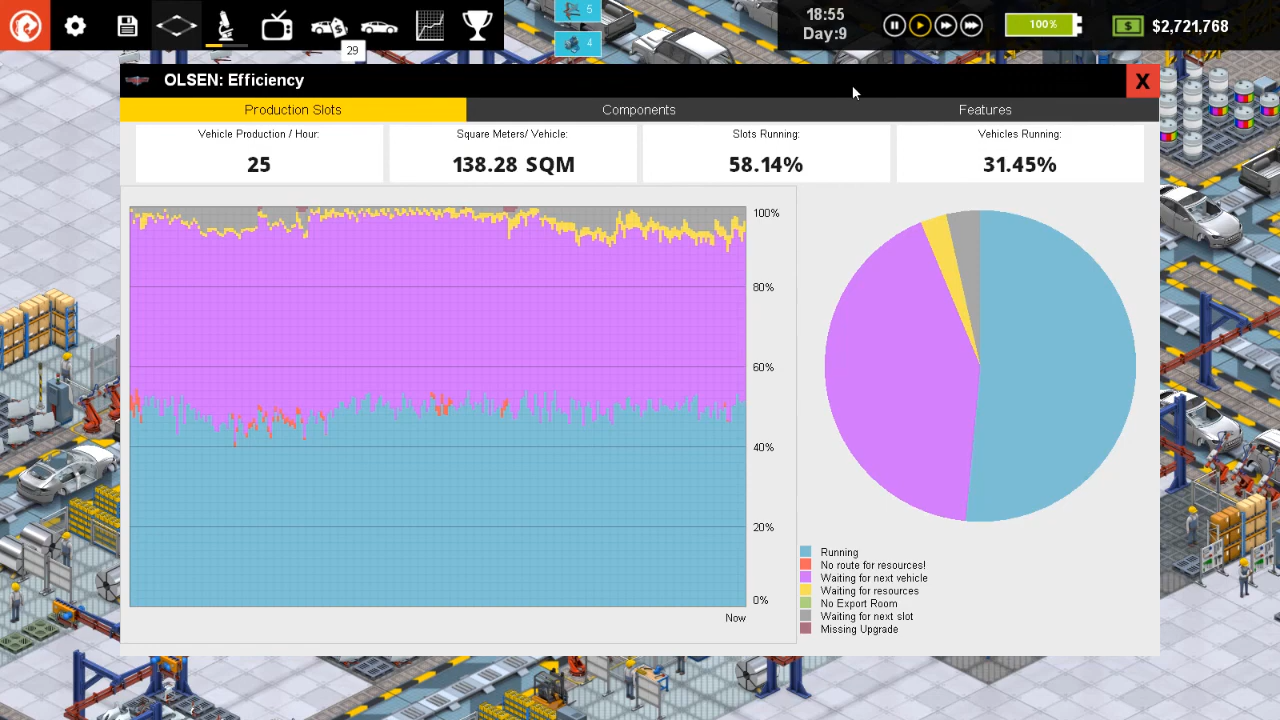 18:55
Day:9
100%
$2,721,768
5
4
29
OLSEN: Efficiency
X
Production Slots
Components
Features
Vehicle Production / Hour:
25
Square Meters/ Vehicle:
138.28 SQM
Slots Running:
58.14%
Vehicles Running:
31.45%
100%
80%
60%
40%
20%
0%
Now
Running
No route for resources!
Waiting for next vehicle
Waiting for resources
No Export Room
Waiting for next slot
Missing Upgrade